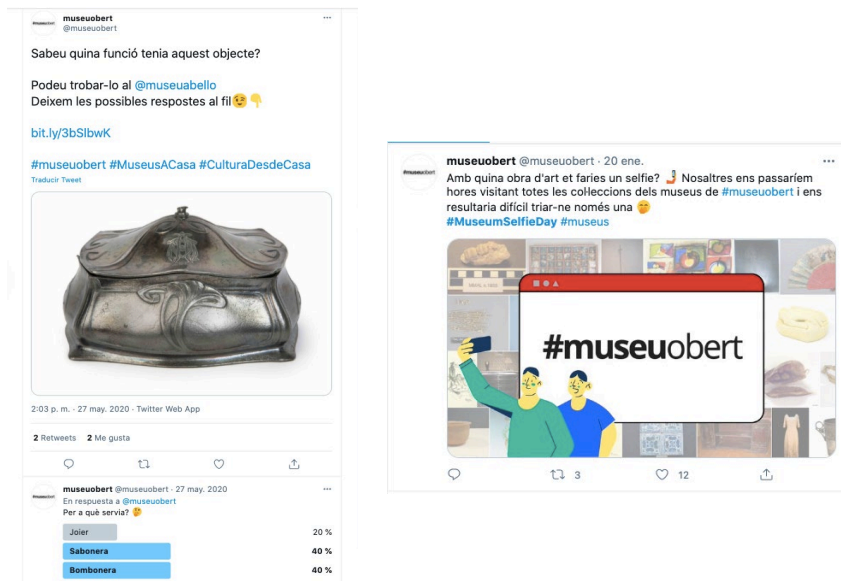 museuobert
@museuobert
Sabeu quina funció tenia aquest objecte?
Podeu trobar-lo al @museuabello
Deixem les possibles respostes al fil😉👇
bit.ly/3bSIbwK
#museuobert #MuseusACasa #CulturaDesdeCasa
Traducir Tweet
2:03 p. m. · 27 may. 2020 · Twitter Web App
2 Retweets 2 Me gusta
museuobert @museuobert · 27 may. 2020
En respuesta a @museuobert
Per a què servia? 🤔
Joier 20 %
Sabonera 40 %
Bombonera 40 %
museuobert @museuobert · 20 ene.
#museuobert
Amb quina obra d'art et faries un selfie? 🤳 Nosaltres ens passaríem
hores visitant totes les col·leccions dels museus de #museuobert i ens
resultaria difícil triar-ne només una 🤭
#MuseumSelfieDay #museus
#museuobert
3 12